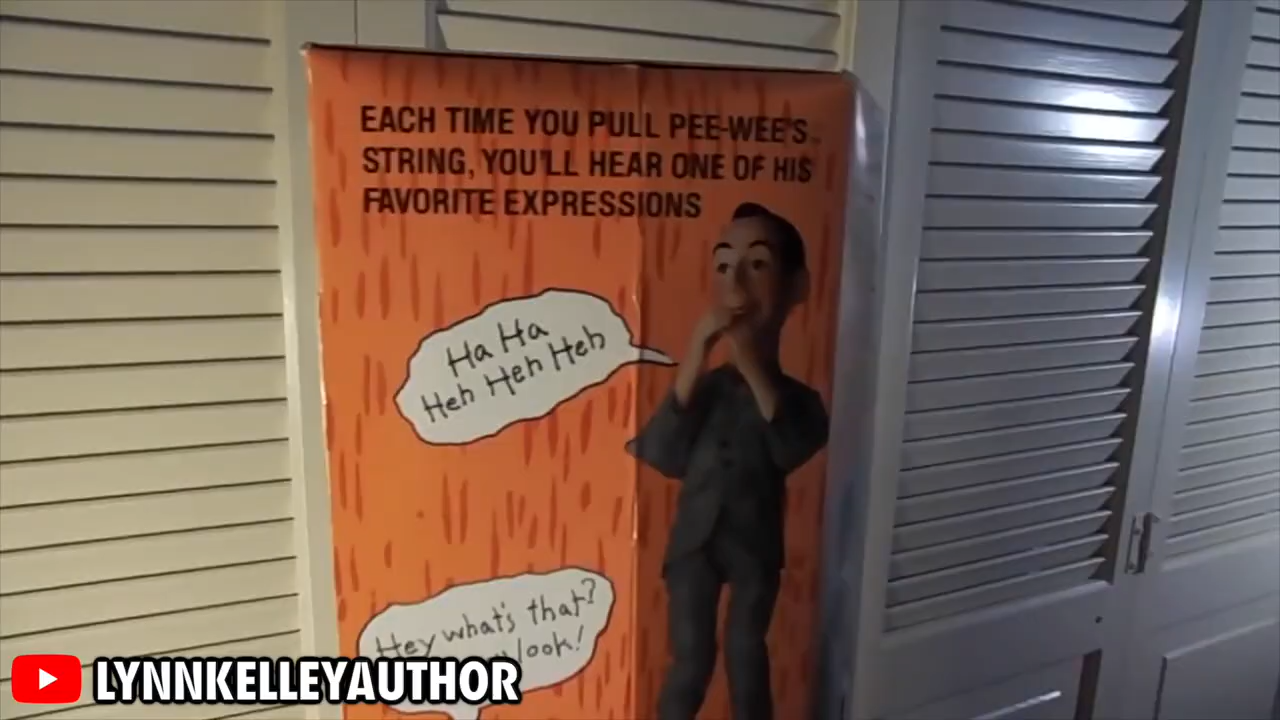 EACH TIME YOU PULL PEE-WEE'S
STRING, YOU'LL HEAR ONE OF HIS
FAVORITE EXPRESSIONS
Ha Ha
Heh Heh Heh
Hey what's that?
look!
LYNNKELLEYAUTHOR